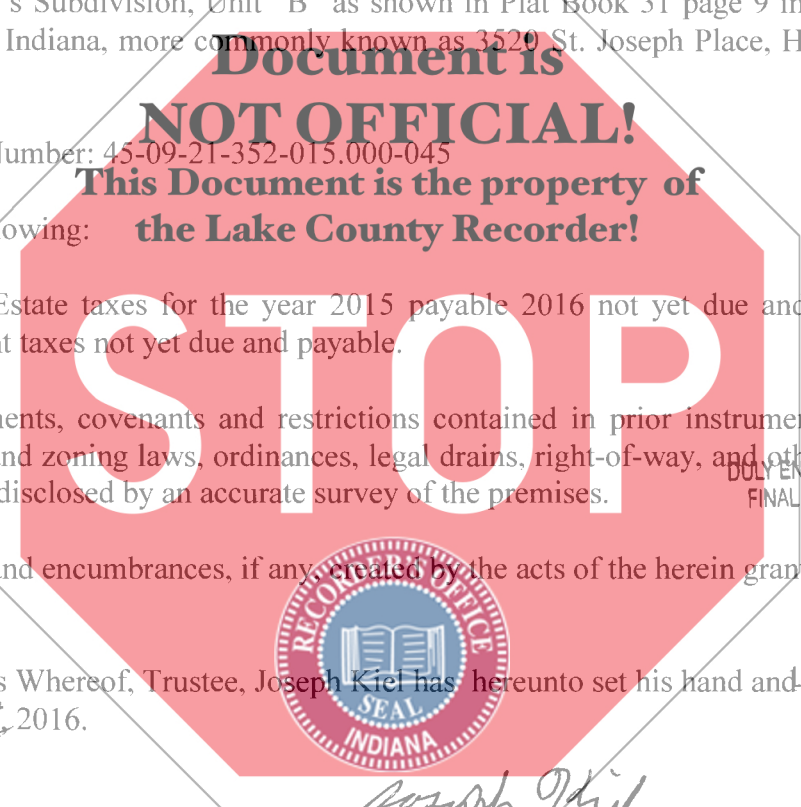 's Subdivision, Unit "B" as shown in Plat Book 31 page 9 in
Indiana, more commonly known as 3520 St. Joseph Place, H
Document is
NOT OFFICIAL!
Number: 45-09-21-352-015.000-045
This Document is the property of
lowing:
the Lake County Recorder!
Estate taxes for the year 2015 payable 2016 not yet due and
t taxes not yet due and payable.
STOP
ents, covenants and restrictions contained in prior instrumen
nd zoning laws, ordinances, legal drains, right-of-way, and oth
DULY EN
disclosed by an accurate survey of the premises.
FINAL
nd encumbrances, if any, created by the acts of the herein gran
RECORDER'S OFFICE
SEAL
INDIANA
s Whereof, Trustee, Joseph Kiel has hereunto set his hand and
, 2016.
Joseph Kiel